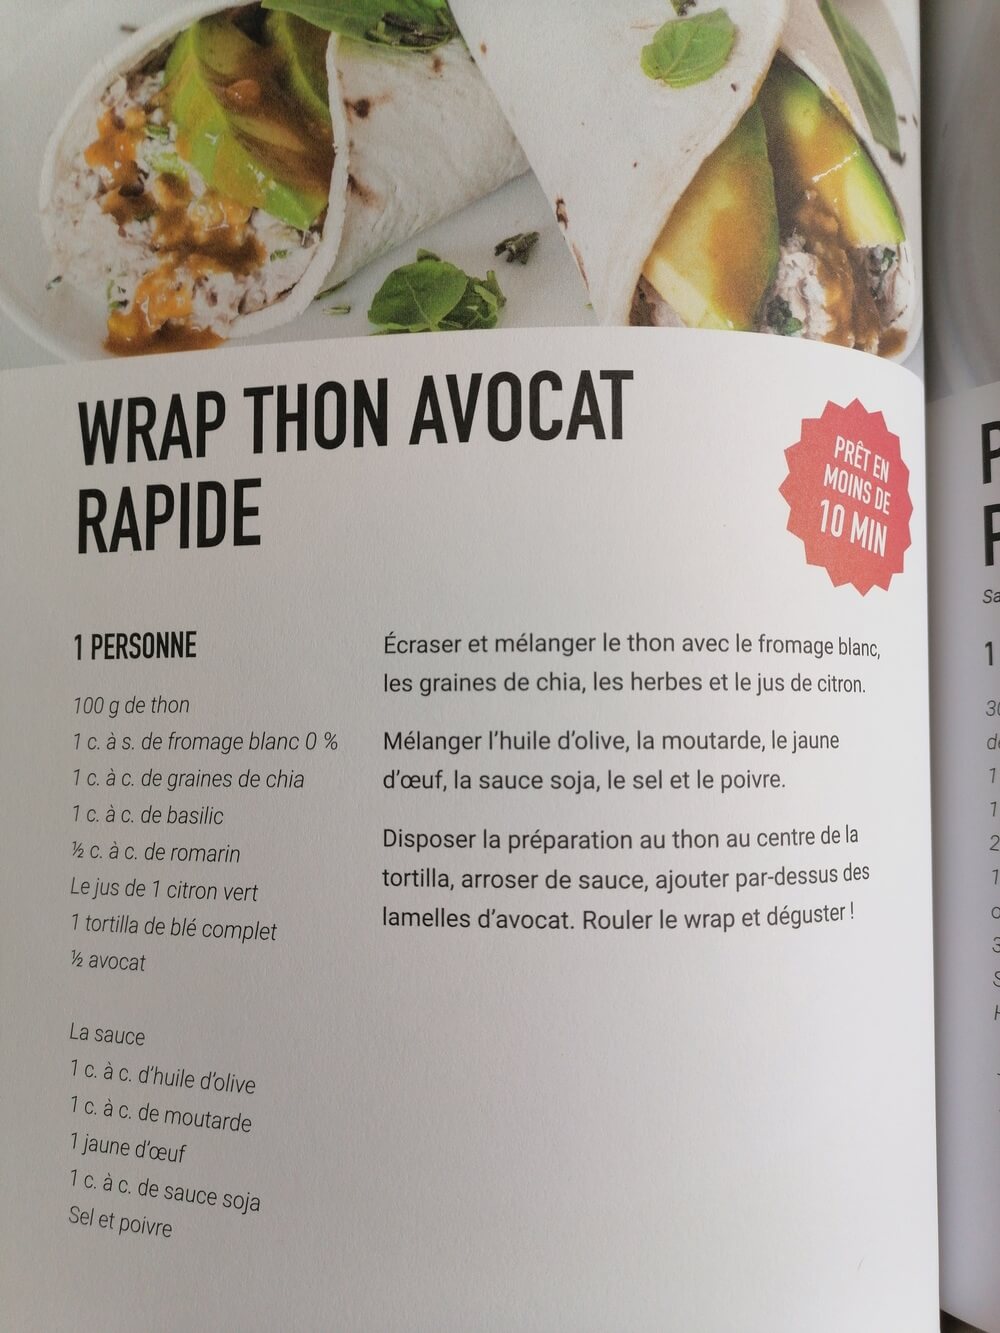 WRAP THON AVOCAT
RAPIDE
PRÊT EN
MOINS DE
10 MIN
1 PERSONNE
100 g de thon
1 c. à s. de fromage blanc 0 %
1 c. à c. de graines de chia
1 c. à c. de basilic
½ c. à c. de romarin
Le jus de 1 citron vert
1 tortilla de blé complet
½ avocat
La sauce
1 c. à c. d'huile d'olive
1 c. à c. de moutarde
1 jaune d'œuf
1 c. à c. de sauce soja
Sel et poivre
Écraser et mélanger le thon avec le fromage blanc,
les graines de chia, les herbes et le jus de citron.
Mélanger l'huile d'olive, la moutarde, le jaune
d'œuf, la sauce soja, le sel et le poivre.
Disposer la préparation au thon au centre de la
tortilla, arroser de sauce, ajouter par-dessus des
lamelles d'avocat. Rouler le wrap et déguster !